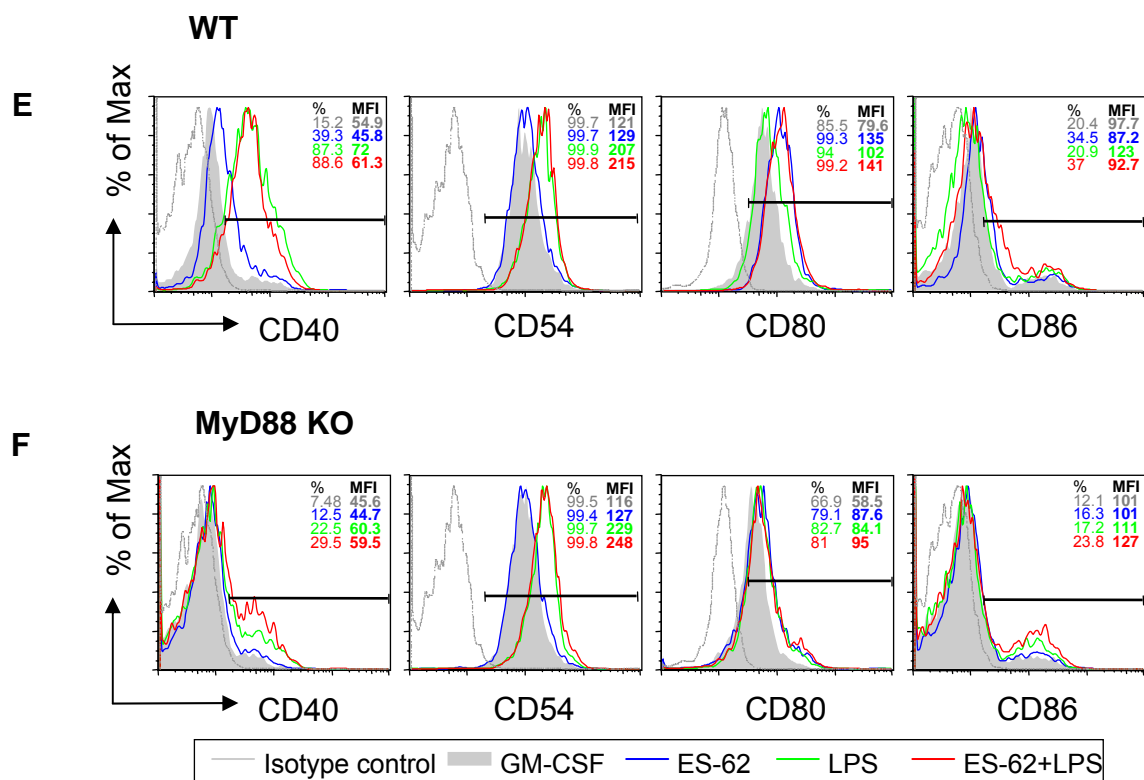 WT
E
% of Max
% MFI
15.2 54.9
39.3 45.8
87.3 72
88.6 61.3
CD40
% MFI
99.7 121
99.7 129
99.9 207
99.8 215
CD54
% MFI
85.5 79.6
99.3 135
94 102
99.2 141
CD80
% MFI
20.4 97.7
34.5 87.2
20.9 123
37 92.7
CD86
MyD88 KO
F
% of Max
% MFI
7.48 45.6
12.5 44.7
22.5 60.3
29.5 59.5
CD40
% MFI
99.5 116
99.4 127
99.7 229
99.8 248
CD54
% MFI
66.9 58.5
79.1 87.6
82.7 84.1
81 95
CD80
% MFI
12.1 101
16.3 101
17.2 111
23.8 127
CD86
Isotype control GM-CSF ES-62 LPS ES-62+LPS